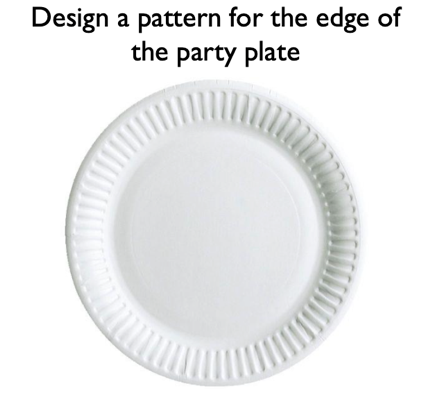 Design a pattern for the edge of
the party plate